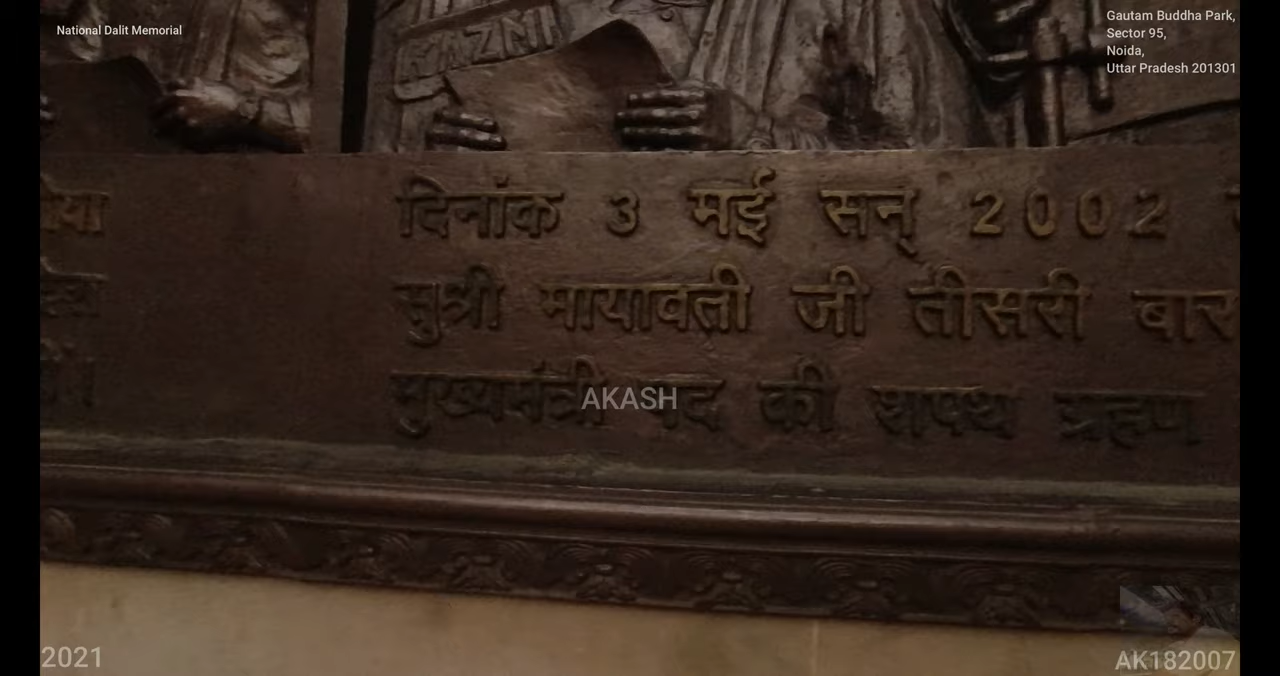 National Dalit Memorial
Gautam Buddha Park,
Sector 95,
Noida,
Uttar Pradesh 201301
दिनांक 3 मई सन् 2002
सुश्री मायावती जी तीसरी बार
मुख्यमंत्री पद की शपथ ग्रहण
AKASH
2021
AK182007